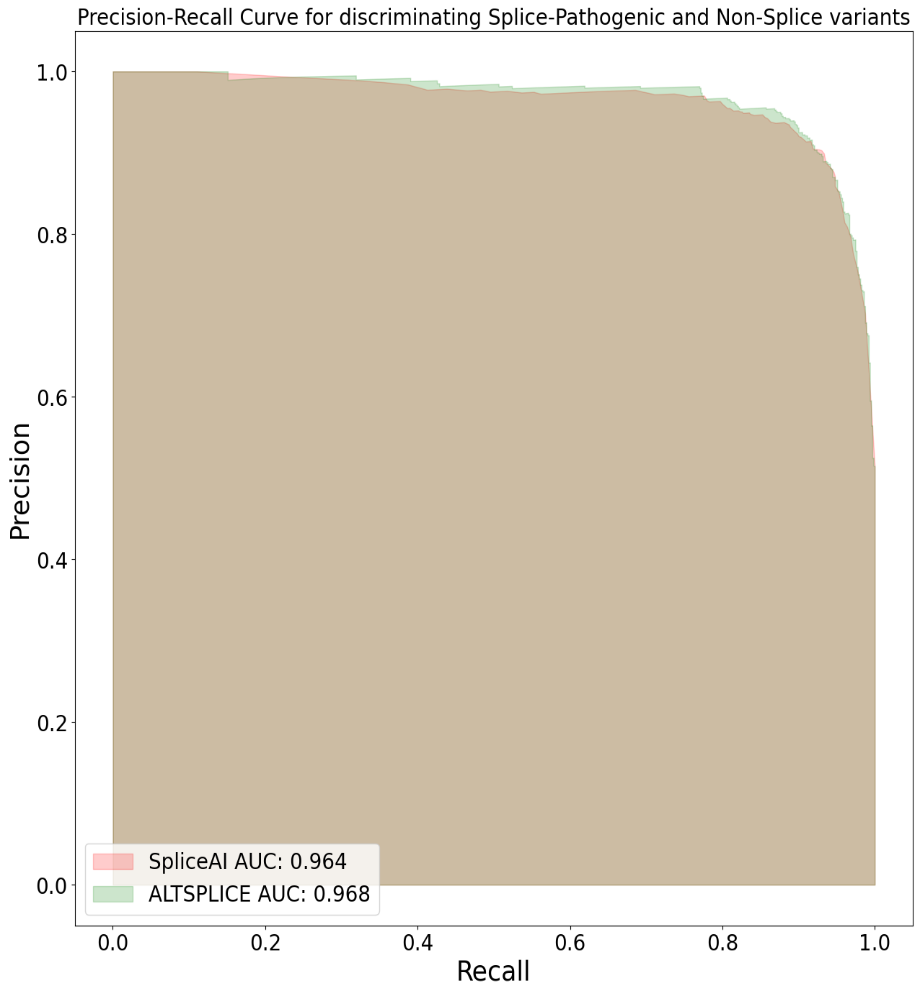 Precision-Recall Curve for discriminating Splice-Pathogenic and Non-Splice variants
1.0
0.8
0.6
0.4
0.2
0.0
Precision
SpliceAI AUC: 0.964
ALTSPLICE AUC: 0.968
0.0 0.2 0.4 0.6 0.8 1.0
Recall